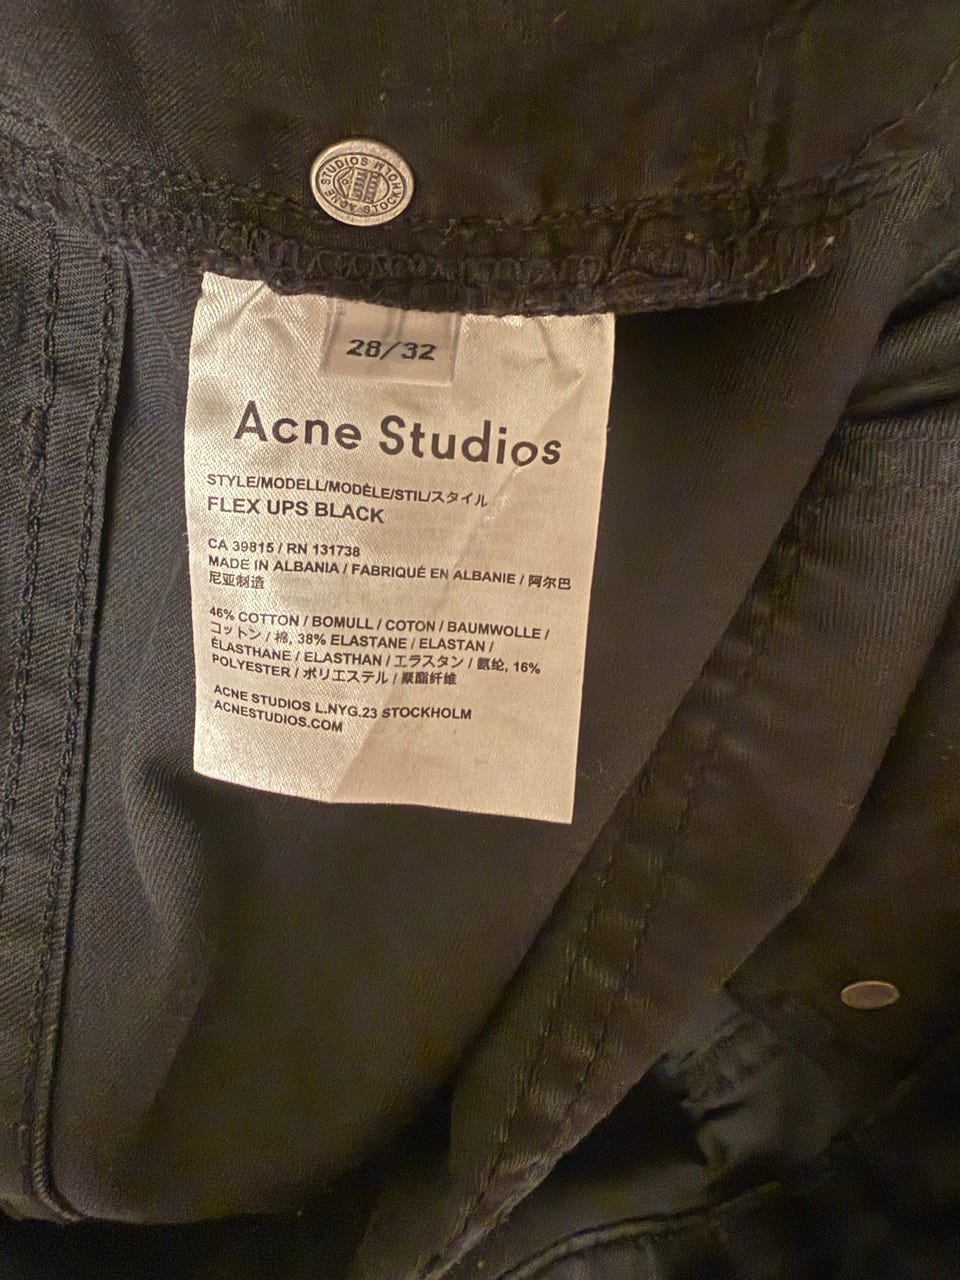 ACNE STUDIOS STOCKHOLM
28/32
Acne Studios
STYLE/MODELL/MODÈLE/STIL/スタイル
FLEX UPS BLACK
CA 39815 / RN 131738
MADE IN ALBANIA / FABRIQUÉ EN ALBANIE / 阿尔巴
尼亚制造
46% COTTON / BOMULL / COTON / BAUMWOLLE /
コットン / 棉, 38% ELASTANE / ELASTAN /
ÉLASTHANE / ELASTHAN / エラスタン / 氨纶, 16%
POLYESTER / ポリエステル / 聚酯纤维
ACNE STUDIOS L.NYG.23 STOCKHOLM
ACNESTUDIOS.COM